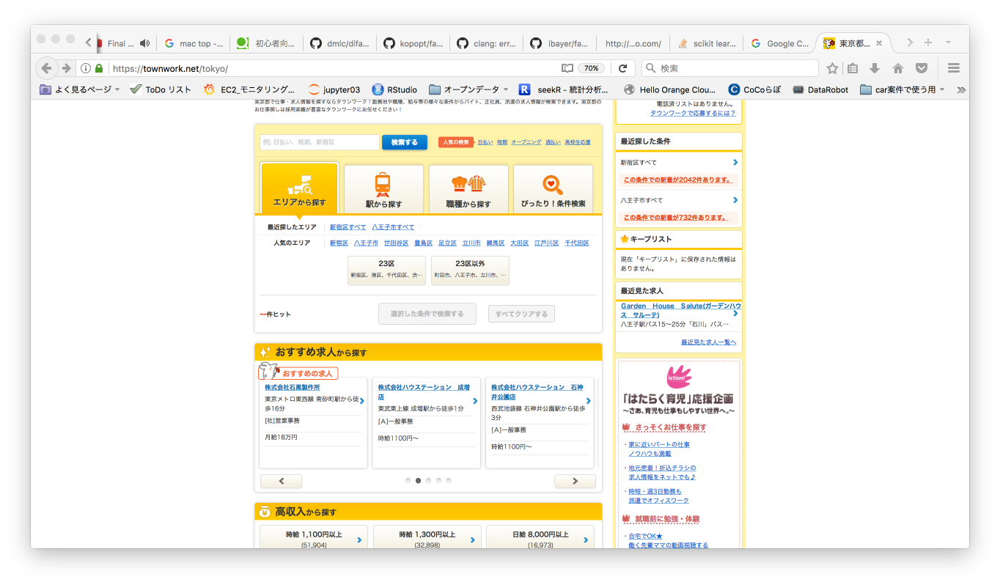 Final ...
mac top -...
初心者向...
dmlc/difa...
kopopt/fa...
clang: err...
ibayer/fa...
http://...o.com/
scikit lear...
Google C...
東京都...
https://townwork.net/tokyo/
70%
検索
よく見るページ
ToDo リスト
EC2_モニタリング...
jupyter03
RStudio
オープンデータ
seekR - 統計分析...
Hello Orange Clou...
CoCoらぼ
DataRobot
car案件で使う用
東京都で仕事・求人情報を探すならタウンワーク！勤務地や職種、給与等の様々な条件からバイト、正社員、派遣の求人情報が検索できます。東京都の
お仕事探しは採用実績が豊富なタウンワークにお任せください！
例) 日払い、短期、新宿区
検索する
人気の検索
日払い 短期 オープニング 週払い 高校生応援
エリアから探す
駅から探す
職種から探す
ぴったり！条件検索
最近探したエリア
新宿区すべて 八王子市すべて
人気のエリア
新宿区 八王子市 世田谷区 豊島区 足立区 立川市 練馬区 大田区 江戸川区 千代田区
23区
新宿区、港区、千代田区、渋…
23区以外
町田市、八王子市、立川市、…
--件ヒット
選択した条件で検索する
すべてクリアする
おすすめ求人から探す
おすすめの求人
株式会社石黒製作所
東京メトロ東西線 南砂町駅から徒
歩16分
[社]営業事務
月給18万円
株式会社ハウステーション 成増
店
東武東上線 成増駅から徒歩1分
[A]一般事務
時給1100円～
株式会社ハウステーション 石神
井公園店
西武池袋線 石神井公園駅から徒歩
3分
[A]一般事務
時給1100円～
高収入から探す
時給 1,100円以上
(51,904)
時給 1,300円以上
(32,898)
日給 8,000円以上
(16,973)
電話済リストはありません。
タウンワークで応募するには？
最近探した条件
新宿区すべて
この条件での新着が2042件あります。
八王子市すべて
この条件での新着が732件あります。
キープリスト
現在「キープリスト」に保存された情報は
ありません。
最近見た求人
Garden House Salute(ガーデンハウ
ス サルーテ)
八王子駅バス15～25分「石川」バス…
最近見た求人一覧へ
iction!
「はたらく育児」応援企画
～さあ、育児も仕事もしやすい世界へ。～
さっそくお仕事を探す
・家に近いパートの仕事
ノウハウも満載
・地元密着！折込チラシの
求人情報をネットでも♪
・時短・週3日勤務も
派遣でオフィスワーク
就職前に勉強・体験
・自宅でOK★
働く先輩ママの動画視聴する